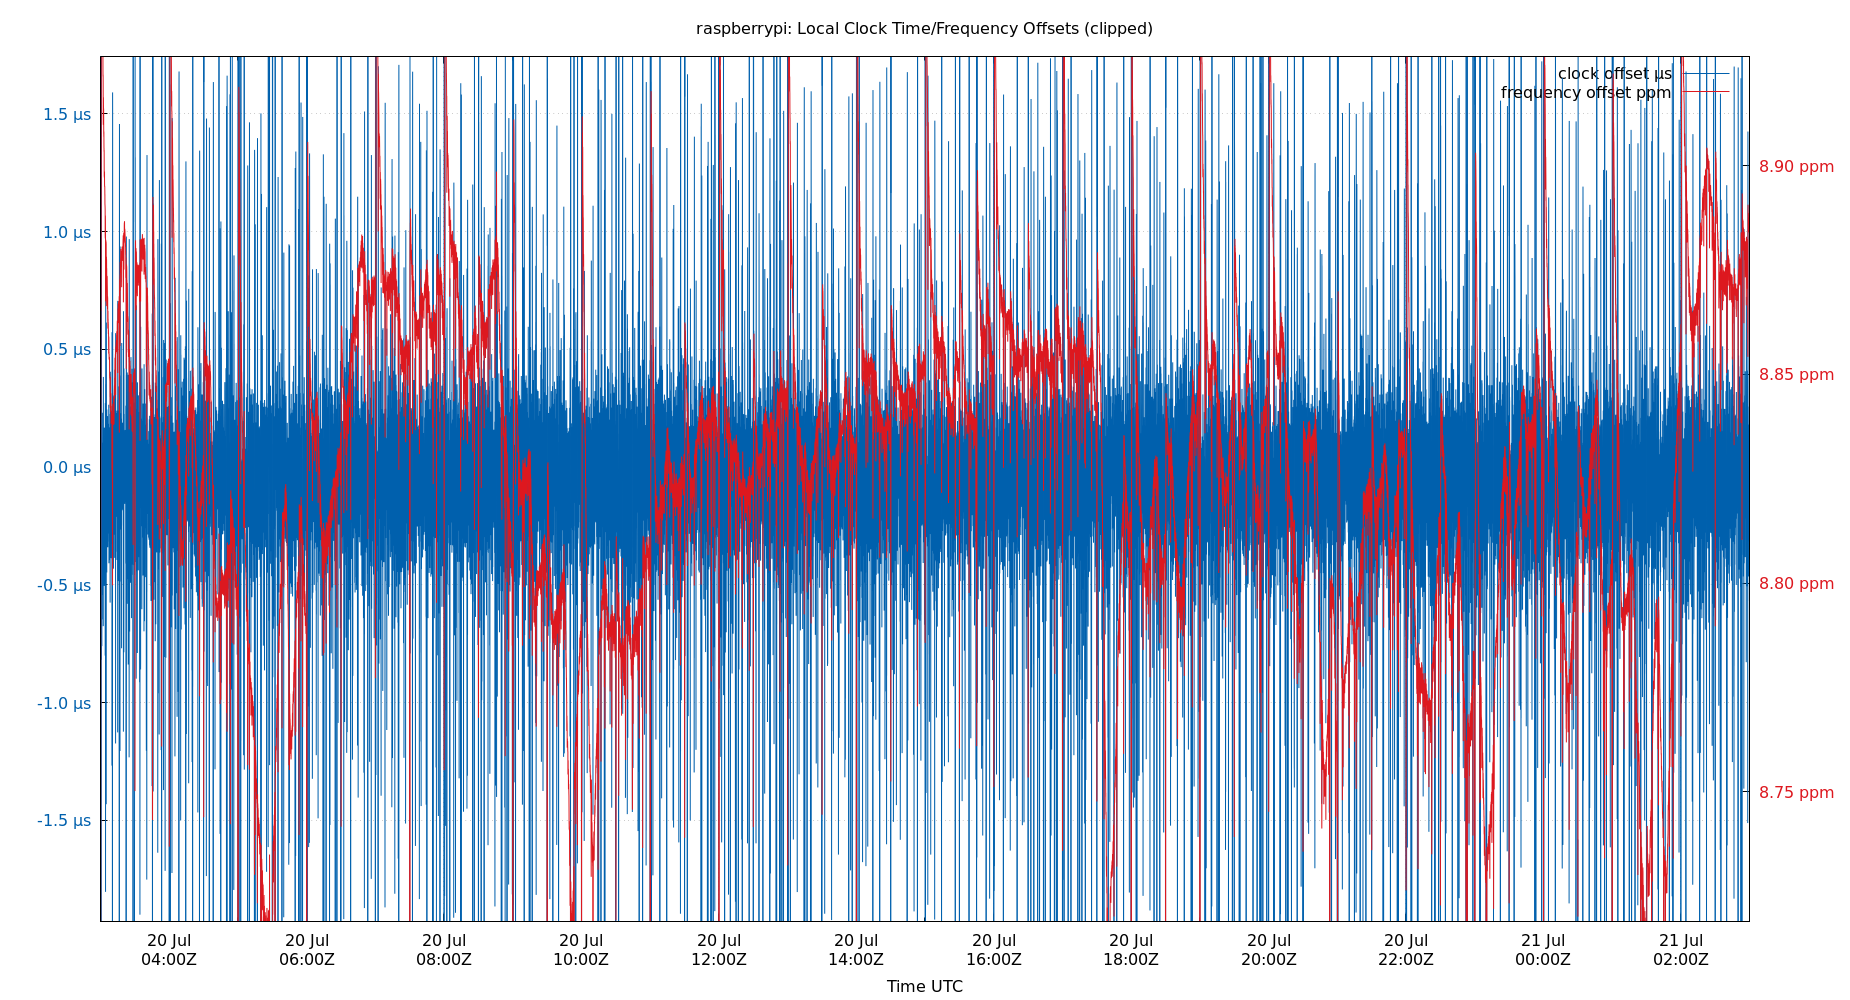 raspberrypi: Local Clock Time/Frequency Offsets (clipped)
clock offset µs
frequency offset ppm
1.5 µs
1.0 µs
0.5 µs
0.0 µs
-0.5 µs
-1.0 µs
-1.5 µs
8.90 ppm
8.85 ppm
8.80 ppm
8.75 ppm
20 Jul 20 Jul 20 Jul 20 Jul 20 Jul 20 Jul 20 Jul 20 Jul 20 Jul 20 Jul 21 Jul 21 Jul
04:00Z 06:00Z 08:00Z 10:00Z 12:00Z 14:00Z 16:00Z 18:00Z 20:00Z 22:00Z 00:00Z 02:00Z
Time UTC